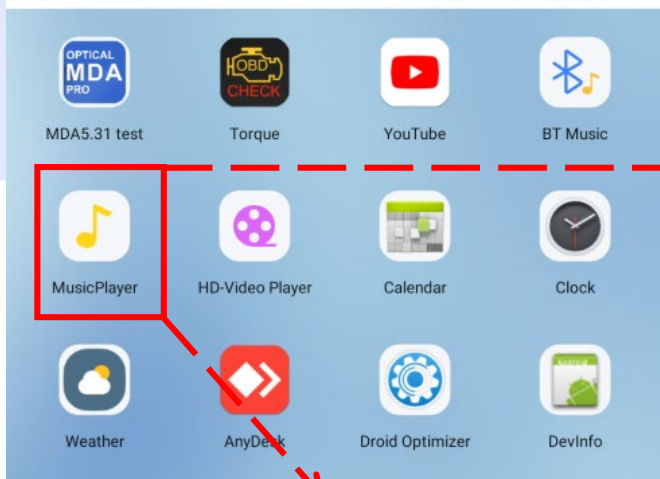 OPTICAL
MDA
PRO
OBD
CHECK
MDA5.31 test
Torque
YouTube
BT Music
MusicPlayer
HD-Video Player
Calendar
Clock
Android
Weather
AnyDesk
Droid Optimizer
DevInfo